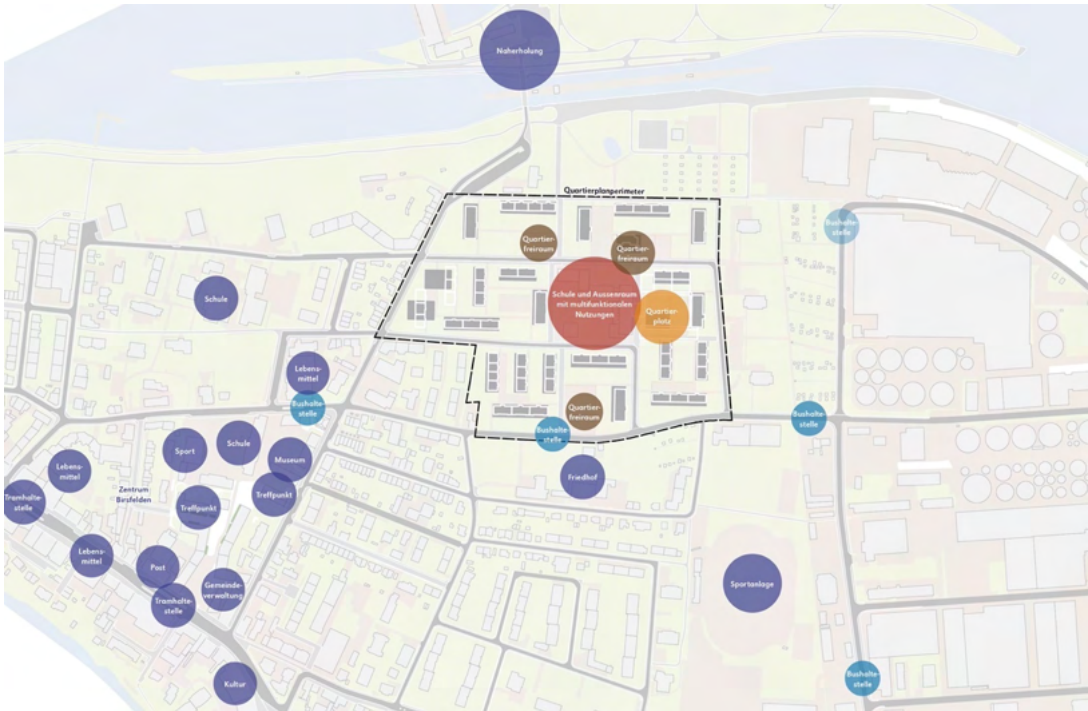 Naherholung
Quartierplanperimeter
Bushalte-
stelle
Quartier-
freiraum
Quartier-
freiraum
Schule
Schule und Aussenraum
mit multifunktionalen
Nutzungen
Quartier-
platz
Lebens-
mittel
Bushalte-
stelle
Quartier-
freiraum
Bushalte-
stelle
Bushalte-
stelle
Sport
Schule
Museum
Lebens-
mittel
Friedhof
Zentrum
Birsfelden
Treffpunkt
Tramhalte-
stelle
Treffpunkt
Lebens-
mittel
Post
Gemeinde-
verwaltung
Sportanlage
Tramhalte-
stelle
Kultur
Bushalte-
stelle